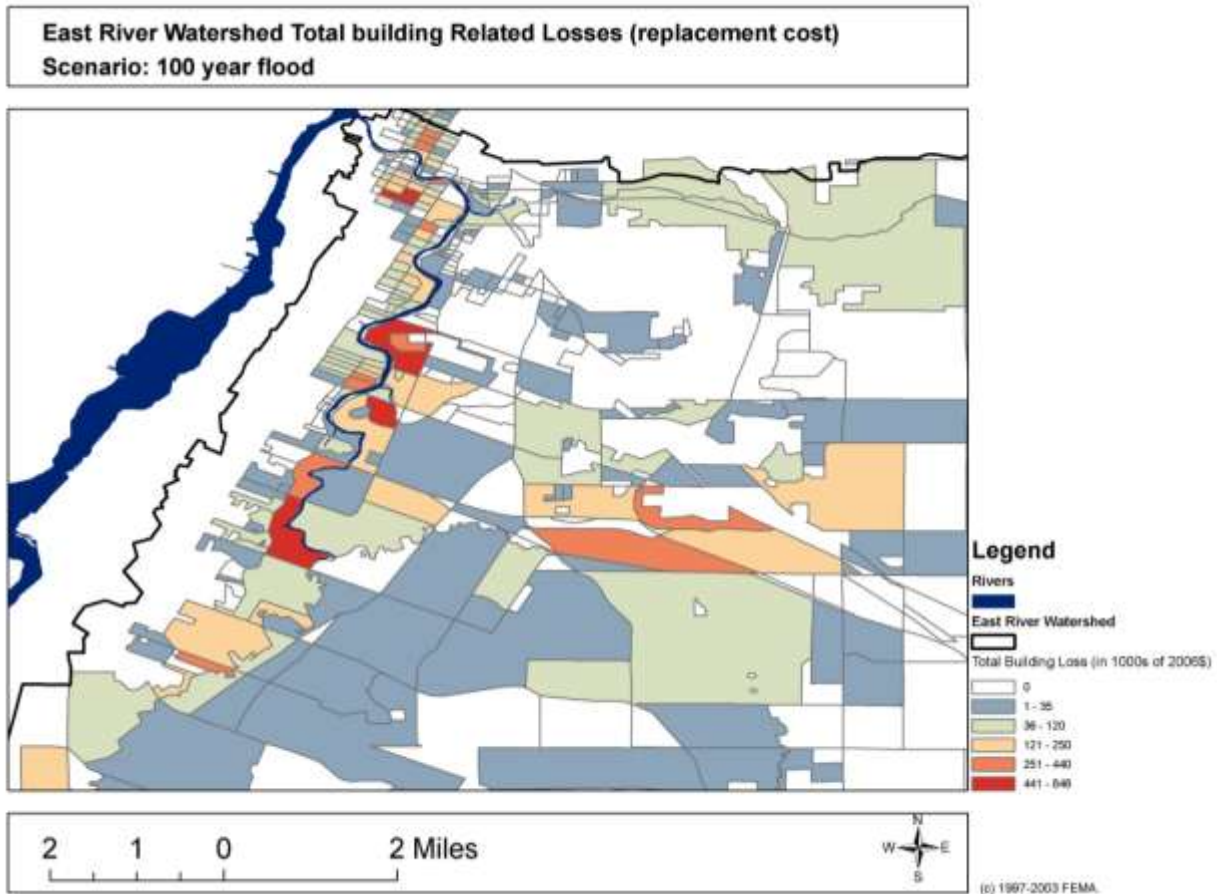 East River Watershed Total building Related Losses (replacement cost)
Scenario: 100 year flood
Legend
Rivers
East River Watershed
Total Building Loss (in 1000s of 2006$)
0
1 - 35
36 - 120
121 - 250
251 - 440
441 - 846
2 1 0 2 Miles
N
W E
S
(c) 1997-2003 FEMA.